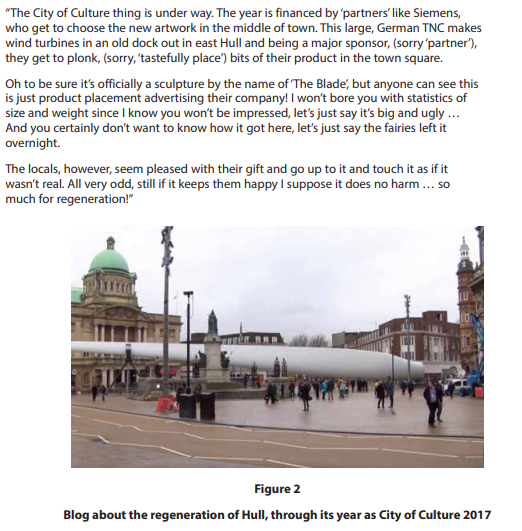 “The City of Culture thing is under way. The year is financed by ‘partners’ like Siemens,
who get to choose the new artwork in the middle of town. This large, German TNC makes
wind turbines in an old dock out in east Hull and being a major sponsor, (sorry ‘partner’),
they get to plonk, (sorry, ‘tastefully place’) bits of their product in the town square.
Oh to be sure it’s officially a sculpture by the name of ‘The Blade’, but anyone can see this
is just product placement advertising their company! I won’t bore you with statistics of
size and weight since I know you won’t be impressed, let’s just say it’s big and ugly …
And you certainly don’t want to know how it got here, let’s just say the fairies left it
overnight.
The locals, however, seem pleased with their gift and go up to it and touch it as if it
wasn’t real. All very odd, still if it keeps them happy I suppose it does no harm … so
much for regeneration!”
Figure 2
Blog about the regeneration of Hull, through its year as City of Culture 2017